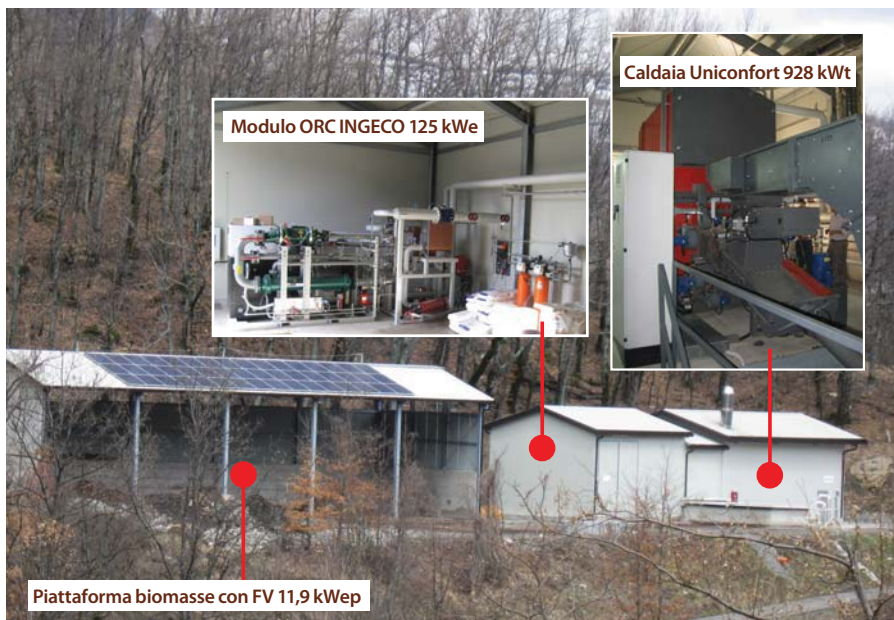 Modulo ORC INGECO 125 kWe
Caldaia Uniconfort 928 kWt
Piattaforma biomasse con FV 11,9 kWep